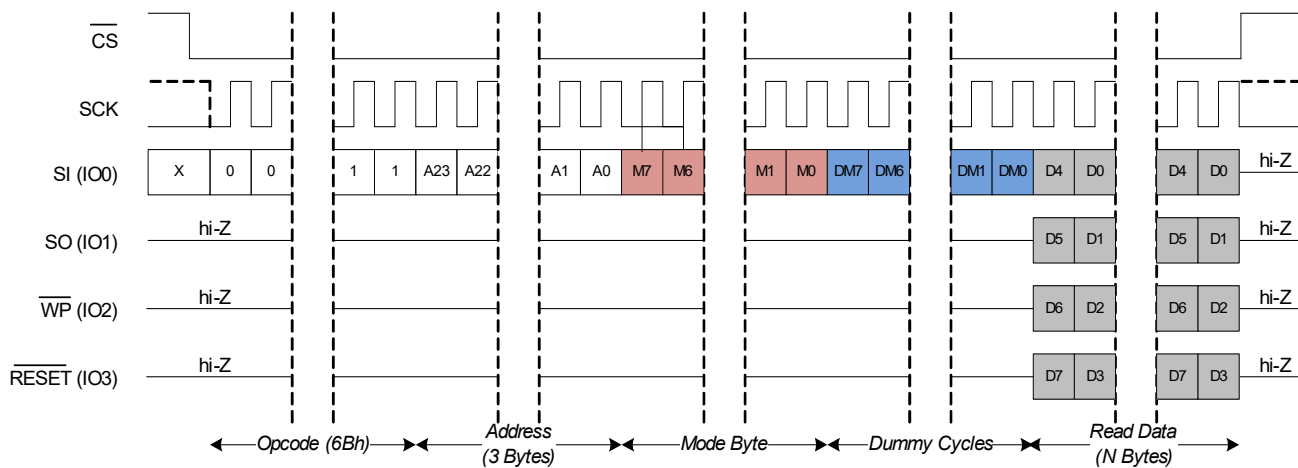 CS
SCK
SI (IO0) X 0 0 1 1 A23 A22 A1 A0 M7 M6 M1 M0 DM7 DM6 DM1 DM0 D4 D0 D4 D0 hi-Z
SO (IO1) hi-Z D5 D1 D5 D1 hi-Z
WP (IO2) hi-Z D6 D2 D6 D2 hi-Z
RESET (IO3) hi-Z D7 D3 D7 D3 hi-Z
Opcode (6Bh) Address Mode Byte Dummy Cycles Read Data
(3 Bytes) (N Bytes)